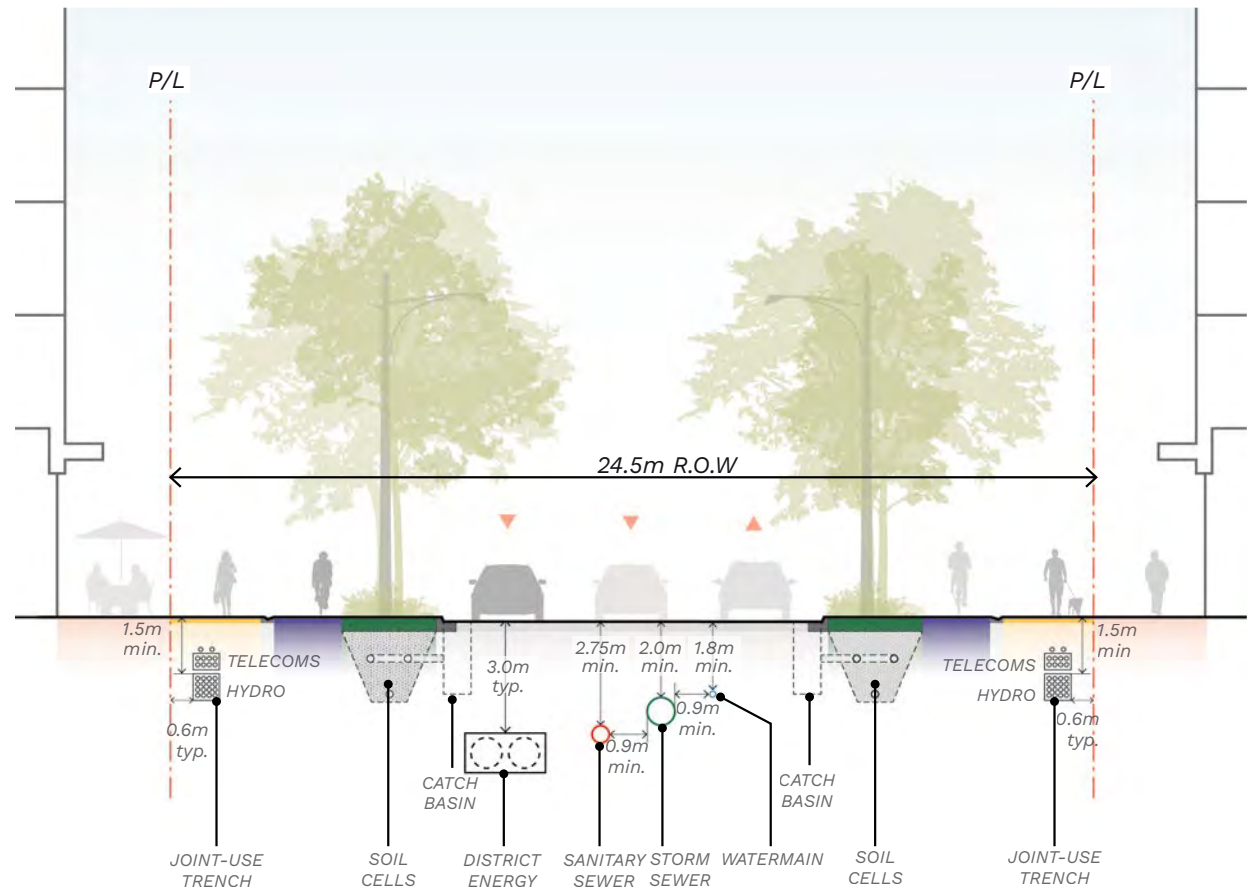 P/L
P/L
24.5m R.O.W
1.5m
min.
TELECOMS
HYDRO
0.6m
typ.
3.0m
typ.
2.75m
min.
2.0m
min.
1.8m
min.
0.9m
min.
0.9m
min.
1.5m
min
TELECOMS
HYDRO
0.6m
typ.
CATCH
BASIN
CATCH
BASIN
JOINT-USE
TRENCH
SOIL
CELLS
DISTRICT
ENERGY
SANITARY
SEWER
STORM
SEWER
WATERMAIN
SOIL
CELLS
JOINT-USE
TRENCH